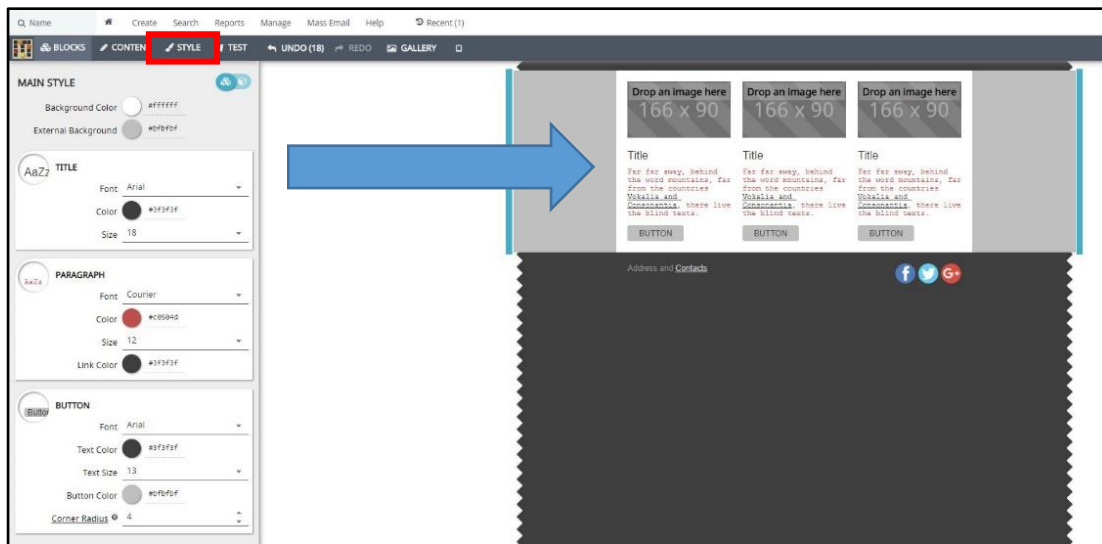 Name Create Search Reports Manage Mass Email Help Recent (1)
BLOCKS CONTEN STYLE TEST UNDO (18) REDO GALLERY
MAIN STYLE
Background Color #ffffff
External Background #bfbfbf
AaZz TITLE
Font Arial
Color #3f3f3f
Size 18
AaZz PARAGRAPH
Font Courier
Color #c0504d
Size 12
Link Color #3f3f3f
Button BUTTON
Font Arial
Text Color #3f3f3f
Text Size 13
Button Color #bfbfbf
Corner Radius 4
Drop an image here Drop an image here Drop an image here
166 x 90 166 x 90 166 x 90
Title Title Title
Far far away, behind Far far away, behind Far far away, behind
the word mountains, far the word mountains, far the word mountains, far
from the countries from the countries from the countries
Vokalia and Vokalia and Vokalia and
Consonantia, there live Consonantia, there live Consonantia, there live
the blind texts. the blind texts. the blind texts.
BUTTON BUTTON BUTTON
Address and Contacts f G+